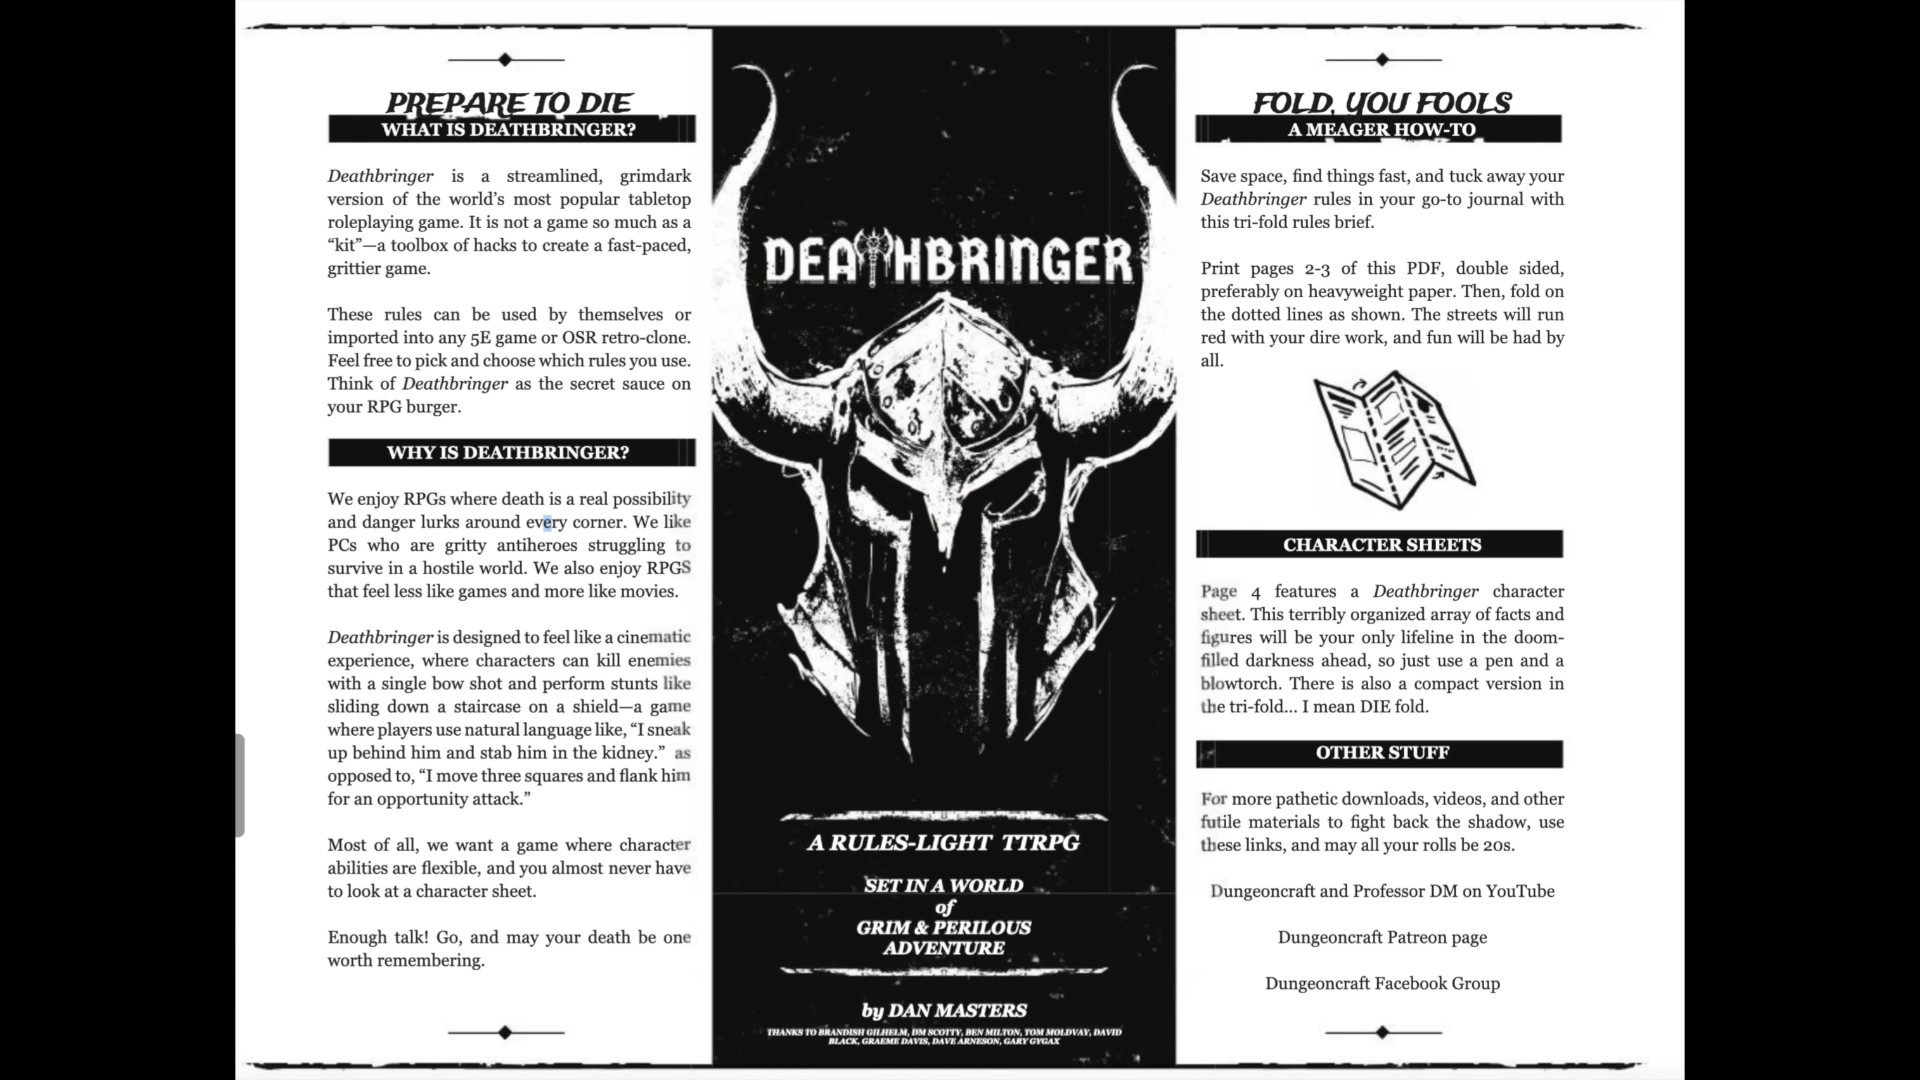 PREPARE TO DIE
WHAT IS DEATHBRINGER?
Deathbringer is a streamlined, grimdark
version of the world's most popular tabletop
roleplaying game. It is not a game so much as a
“kit”—a toolbox of hacks to create a fast-paced,
grittier game.
These rules can be used by themselves or
imported into any 5E game or OSR retro-clone.
Feel free to pick and choose which rules you use.
Think of Deathbringer as the secret sauce on
your RPG burger.
WHY IS DEATHBRINGER?
We enjoy RPGs where death is a real possibility
and danger lurks around every corner. We like
PCs who are gritty antiheroes struggling to
survive in a hostile world. We also enjoy RPGS
that feel less like games and more like movies.
Deathbringer is designed to feel like a cinematic
experience, where characters can kill enemies
with a single bow shot and perform stunts like
sliding down a staircase on a shield—a game
where players use natural language like, “I sneak
up behind him and stab him in the kidney.” as
opposed to, “I move three squares and flank him
for an opportunity attack.”
Most of all, we want a game where character
abilities are flexible, and you almost never have
to look at a character sheet.
Enough talk! Go, and may your death be one
worth remembering.
DEATHBRINGER
A RULES-LIGHT TTRPG
SET IN A WORLD
of
GRIM & PERILOUS
ADVENTURE
by DAN MASTERS
THANKS TO BRANDISH GILHELM, DM SCOTTY, BEN MILTON, TOM MOLDVAY, DAVID
BLACK, GRAEME DAVIS, DAVE ARNESON, GARY GYGAX
FOLD, YOU FOOLS
A MEAGER HOW-TO
Save space, find things fast, and tuck away your
Deathbringer rules in your go-to journal with
this tri-fold rules brief.
Print pages 2-3 of this PDF, double sided,
preferably on heavyweight paper. Then, fold on
the dotted lines as shown. The streets will run
red with your dire work, and fun will be had by
all.
CHARACTER SHEETS
Page 4 features a Deathbringer character
sheet. This terribly organized array of facts and
figures will be your only lifeline in the doom-
filled darkness ahead, so just use a pen and a
blowtorch. There is also a compact version in
the tri-fold... I mean DIE fold.
OTHER STUFF
For more pathetic downloads, videos, and other
futile materials to fight back the shadow, use
these links, and may all your rolls be 20s.
Dungeoncraft and Professor DM on YouTube
Dungeoncraft Patreon page
Dungeoncraft Facebook Group